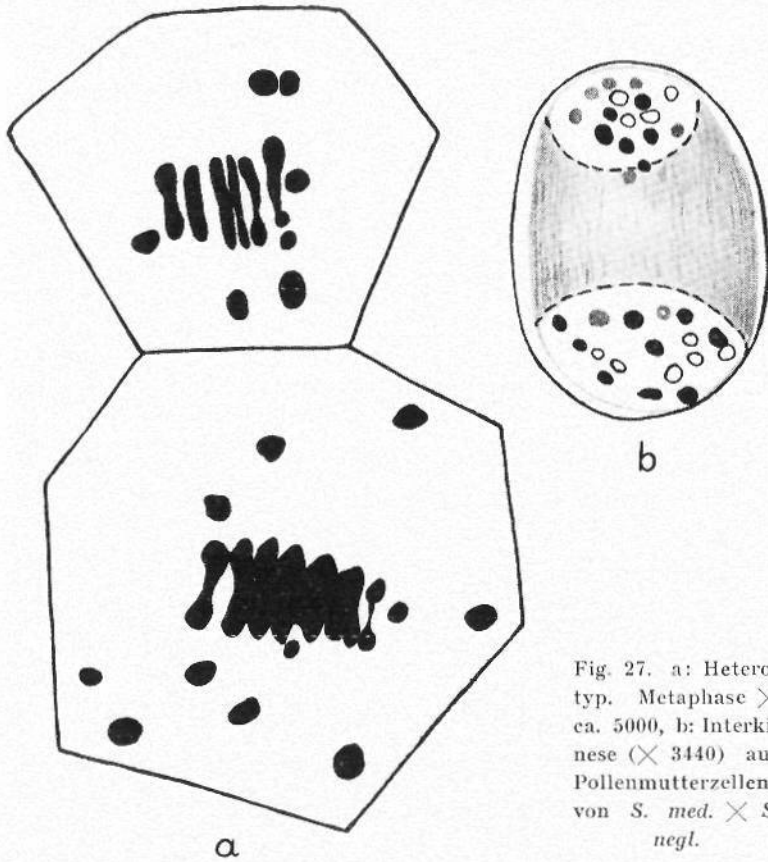 b
Fig. 27. a: Hetero
typ. Metaphase ×
ca. 5000, b: Interki
nese (× 3440) au
Pollenmutterzellen
von S. med. × S
negl.
a